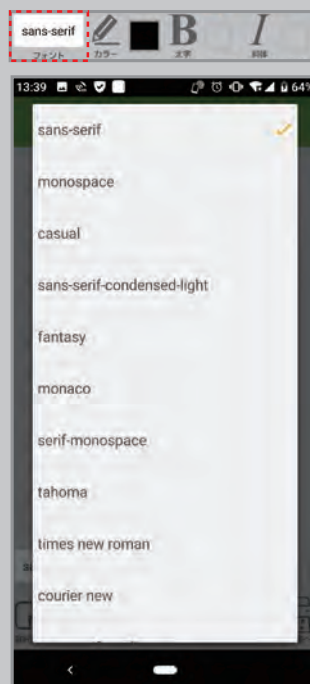 sans-serif
B
I
フォント
カラー
太字
斜体
13:39
64%
sans-serif
monospace
casual
sans-serif-condensed-light
fantasy
monaco
serif-monospace
tahoma
times new roman
courier new